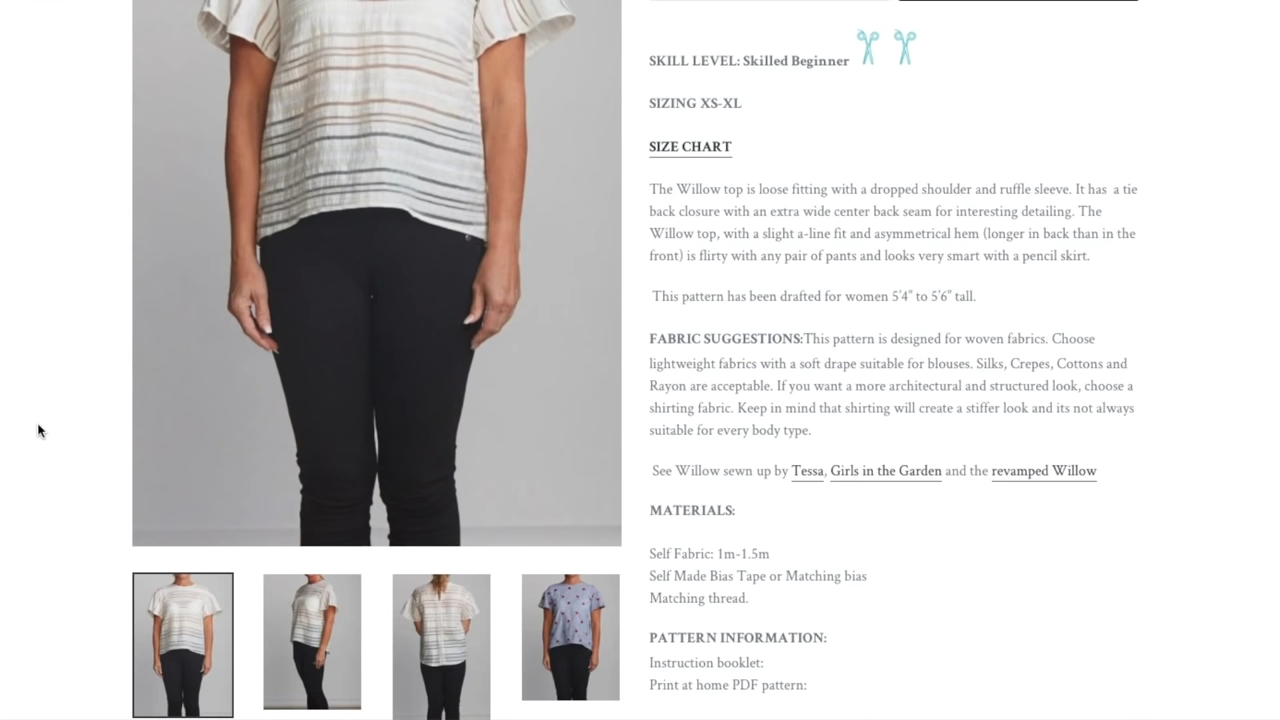 SKILL LEVEL: Skilled Beginner
SIZING XS-XL
SIZE CHART
The Willow top is loose fitting with a dropped shoulder and ruffle sleeve. It has a tie
back closure with an extra wide center back seam for interesting detailing. The
Willow top, with a slight a-line fit and asymmetrical hem (longer in back than in the
front) is flirty with any pair of pants and looks very smart with a pencil skirt.
This pattern has been drafted for women 5'4" to 5'6" tall.
FABRIC SUGGESTIONS:This pattern is designed for woven fabrics. Choose
lightweight fabrics with a soft drape suitable for blouses. Silks, Crepes, Cottons and
Rayon are acceptable. If you want a more architectural and structured look, choose a
shirting fabric. Keep in mind that shirting will create a stiffer look and its not always
suitable for every body type.
See Willow sewn up by Tessa, Girls in the Garden and the revamped Willow
MATERIALS:
Self Fabric: 1m-1.5m
Self Made Bias Tape or Matching bias
Matching thread.
PATTERN INFORMATION:
Instruction booklet:
Print at home PDF pattern: